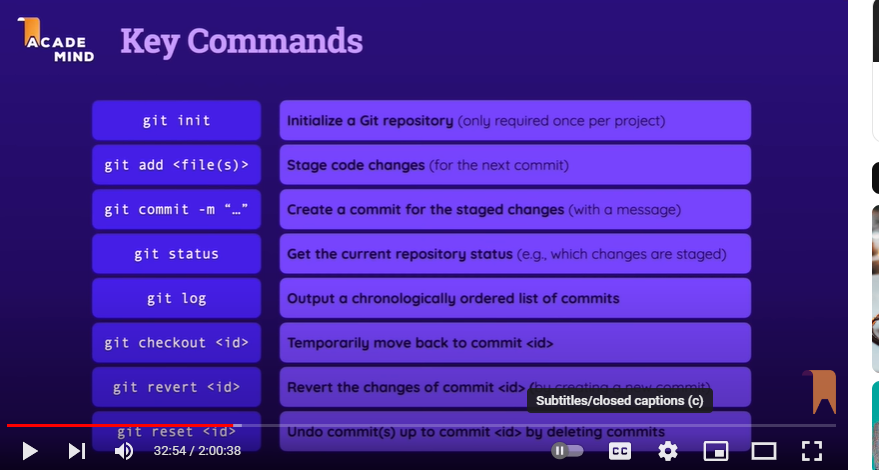 ACADE
MIND
Key Commands
git init
Initialize a Git repository (only required once per project)
git add <file(s)>
Stage code changes (for the next commit)
git commit -m “…”
Create a commit for the staged changes (with a message)
git status
Get the current repository status (e.g., which changes are staged)
git log
Output a chronologically ordered list of commits
git checkout <id>
Temporarily move back to commit <id>
git revert <id>
Revert the changes of commit <id> (by creating a new commit)
Subtitles/closed captions (c)
git reset <id>
Undo commit(s) up to commit <id> by deleting commits
32:54 / 2:00:38
CC